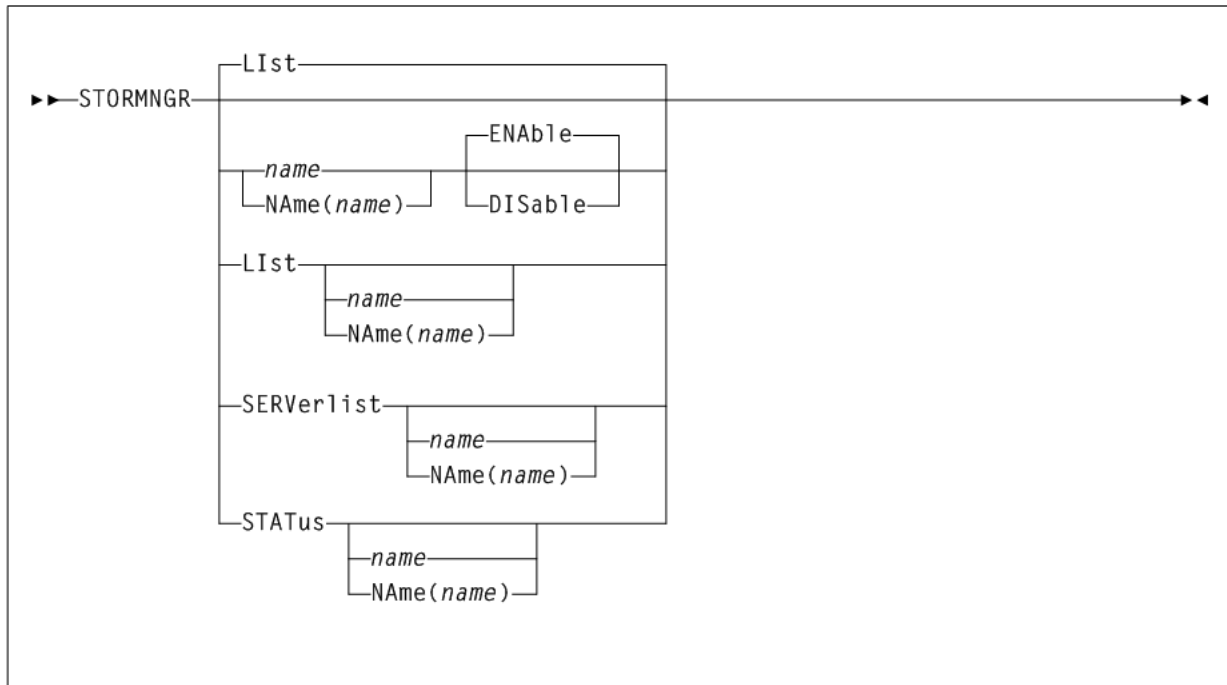 LIst
STORMNGR
ENAble
name
NAme(name)
DISable
LIst
name
NAme(name)
SERVerlist
name
NAme(name)
STATus
name
NAme(name)